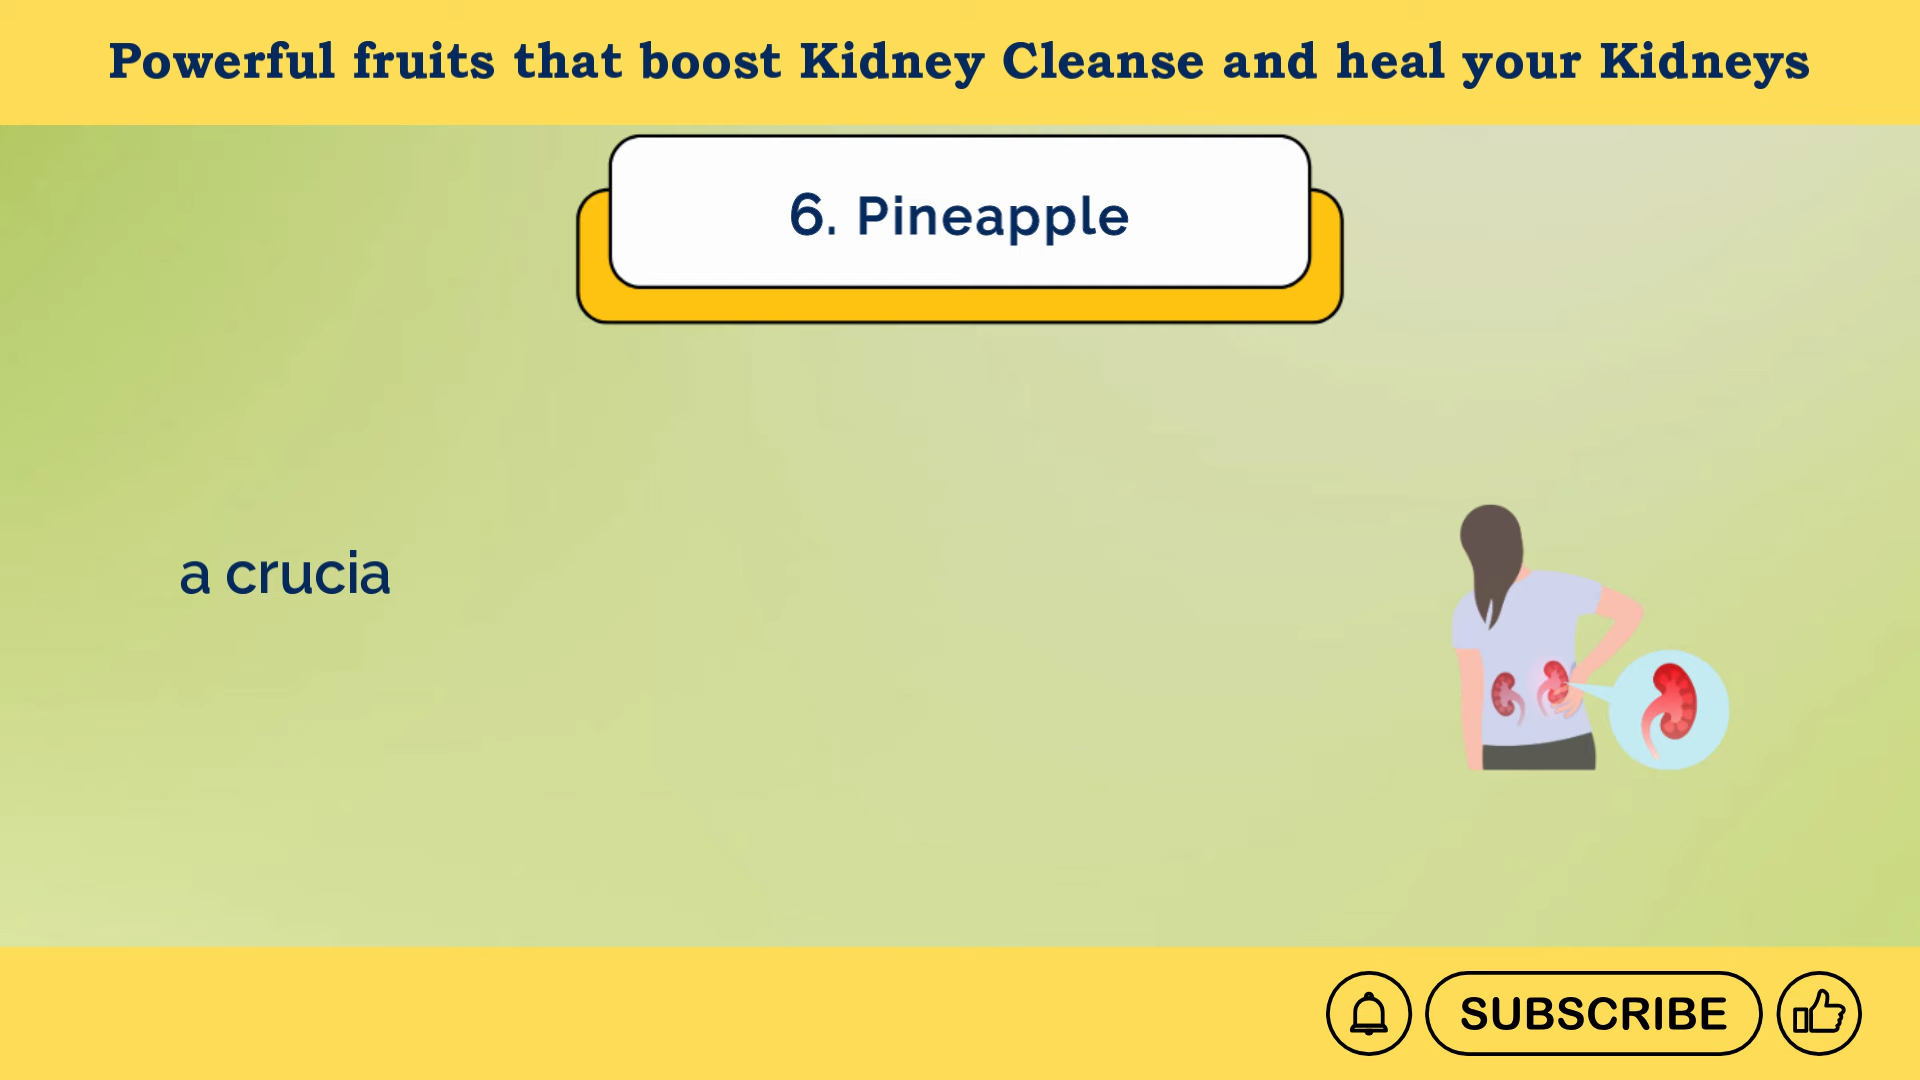 Powerful fruits that boost Kidney Cleanse and heal your Kidneys
6. Pineapple
a crucia
SUBSCRIBE